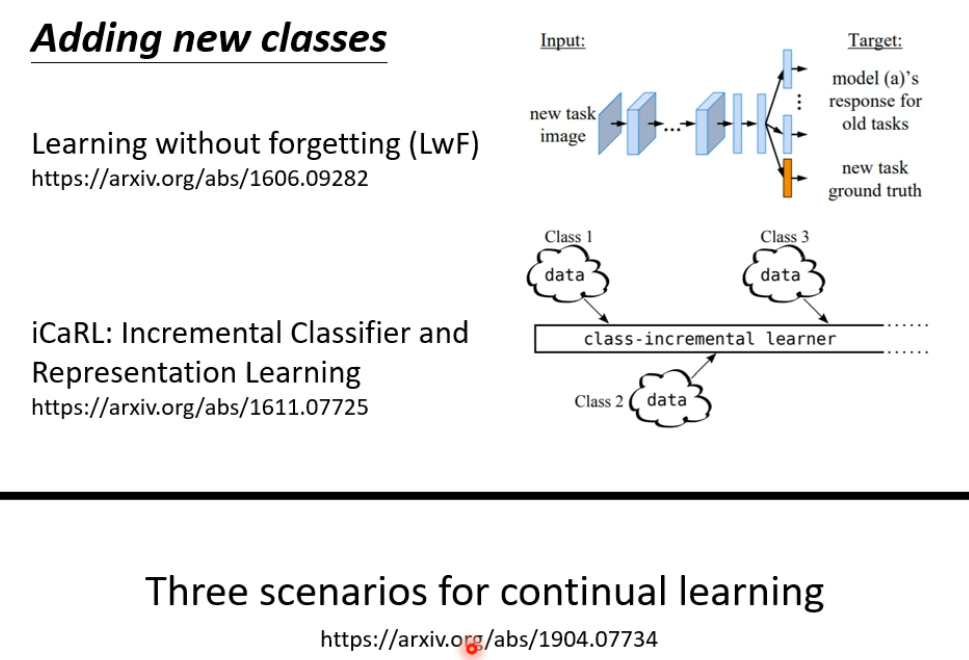 Adding new classes
Learning without forgetting (LwF)
https://arxiv.org/abs/1606.09282
Input:
new task
image
...
Target:
model (a)'s
response for
old tasks
new task
ground truth
iCaRL: Incremental Classifier and
Representation Learning
https://arxiv.org/abs/1611.07725
Class 1
data
Class 3
data
class-incremental learner
Class 2
data
Three scenarios for continual learning
https://arxiv.org/abs/1904.07734